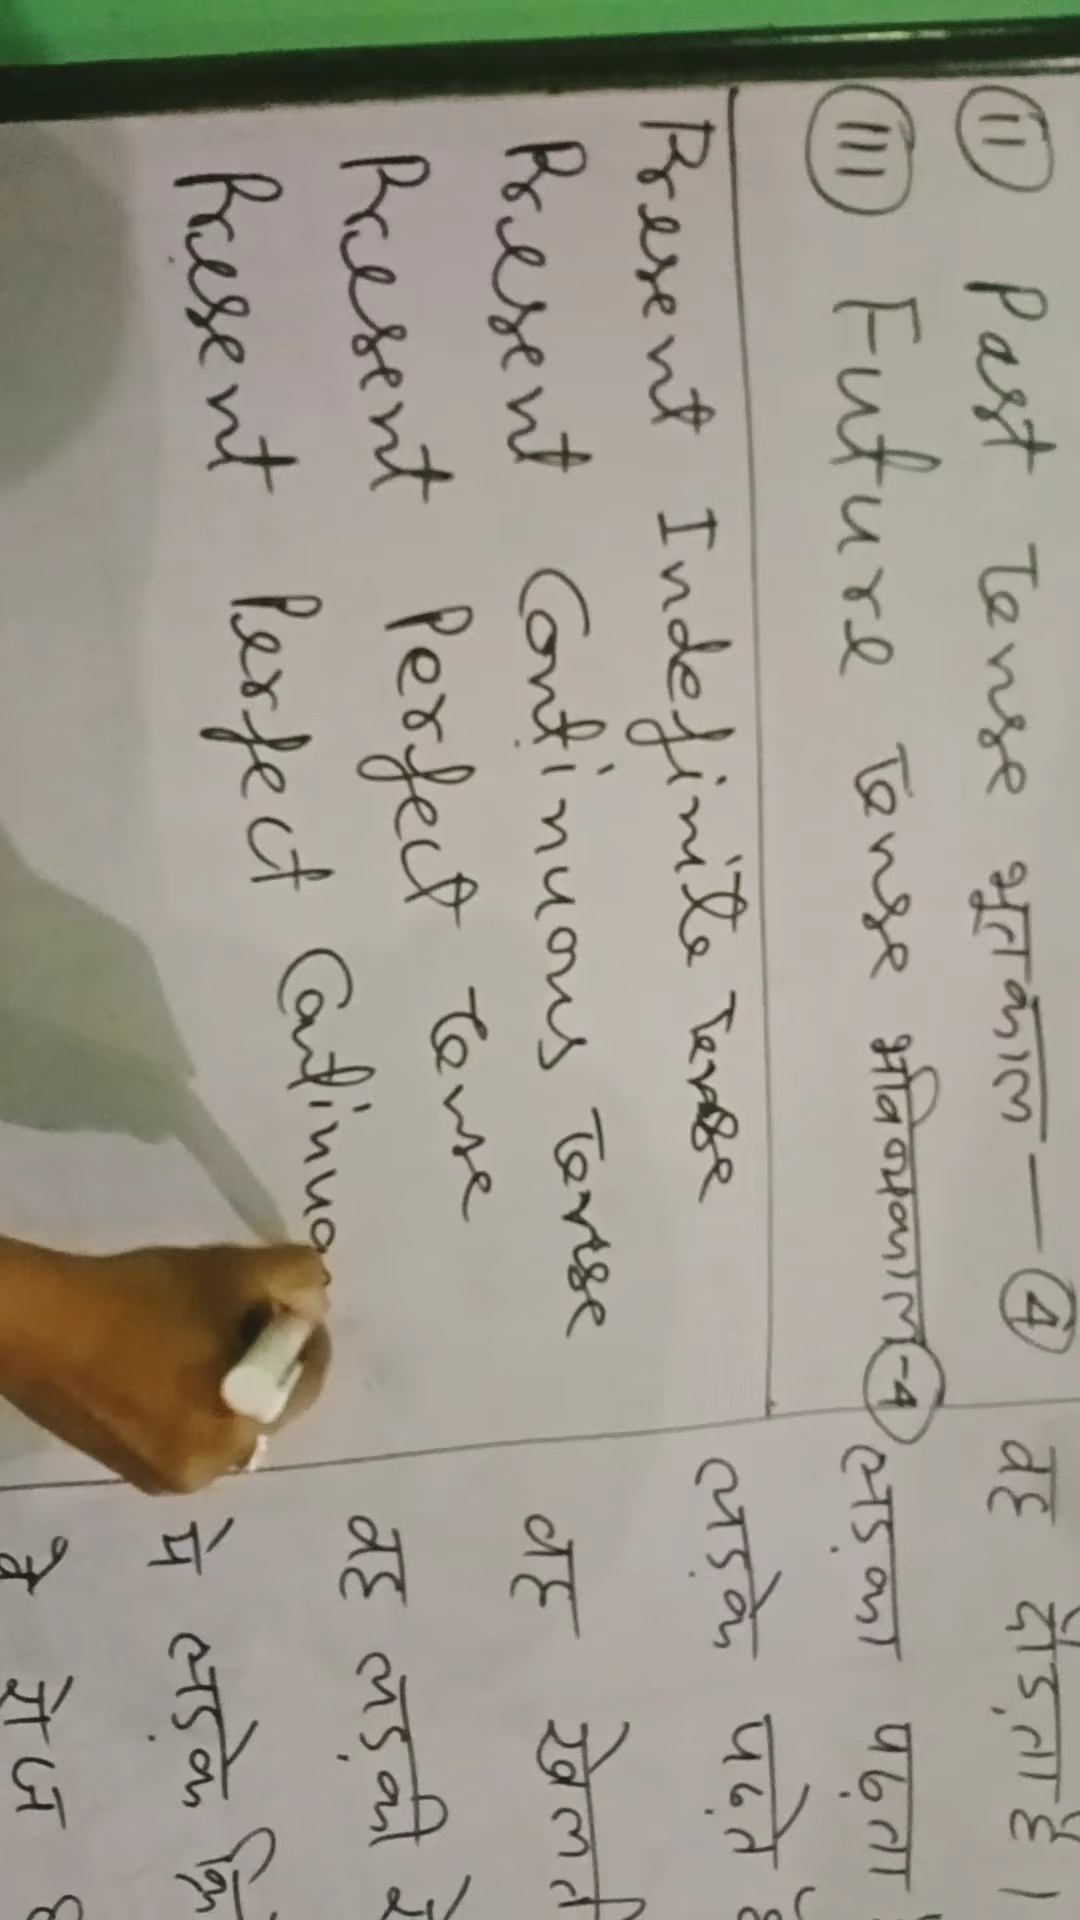 (ii) Past Tense भूतकाल — (4)
(iii) Future Tense भविष्यकाल - (4)
Present Indefinite Tense
Present Continuous Tense
Present Perfect Tense
Present Perfect Continuo
वह दौड़ता है।
लड़का पढ़ता
लड़के पढ़ते
वह खेलती
वह लड़की
ये लड़के
वे रोज